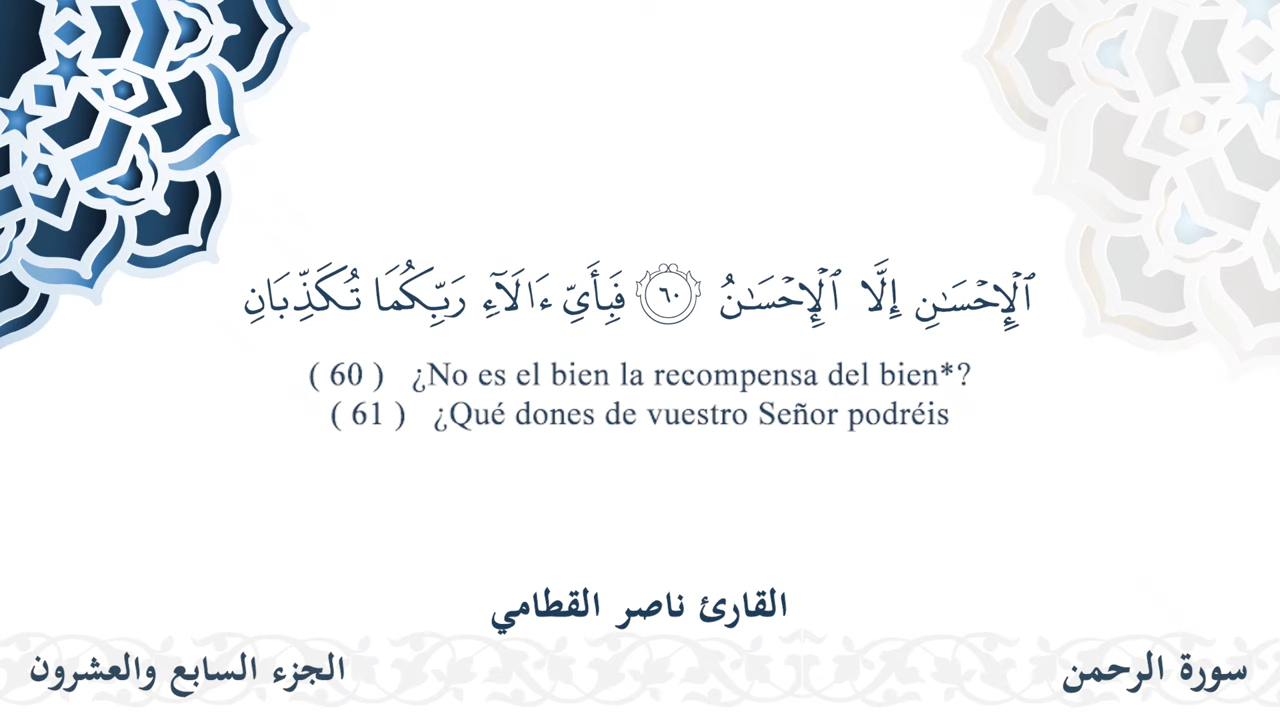 ٱلْإِحْسَـٰنِ إِلَّا ٱلْإِحْسَـٰنُ ٦٠ فَبِأَىِّ ءَالَآءِ رَبِّكُمَا تُكَذِّبَانِ
( 60 ) ¿No es el bien la recompensa del bien*?
( 61 ) ¿Qué dones de vuestro Señor podréis
القارئ ناصر القطامي
سورة الرحمن
الجزء السابع والعشرون